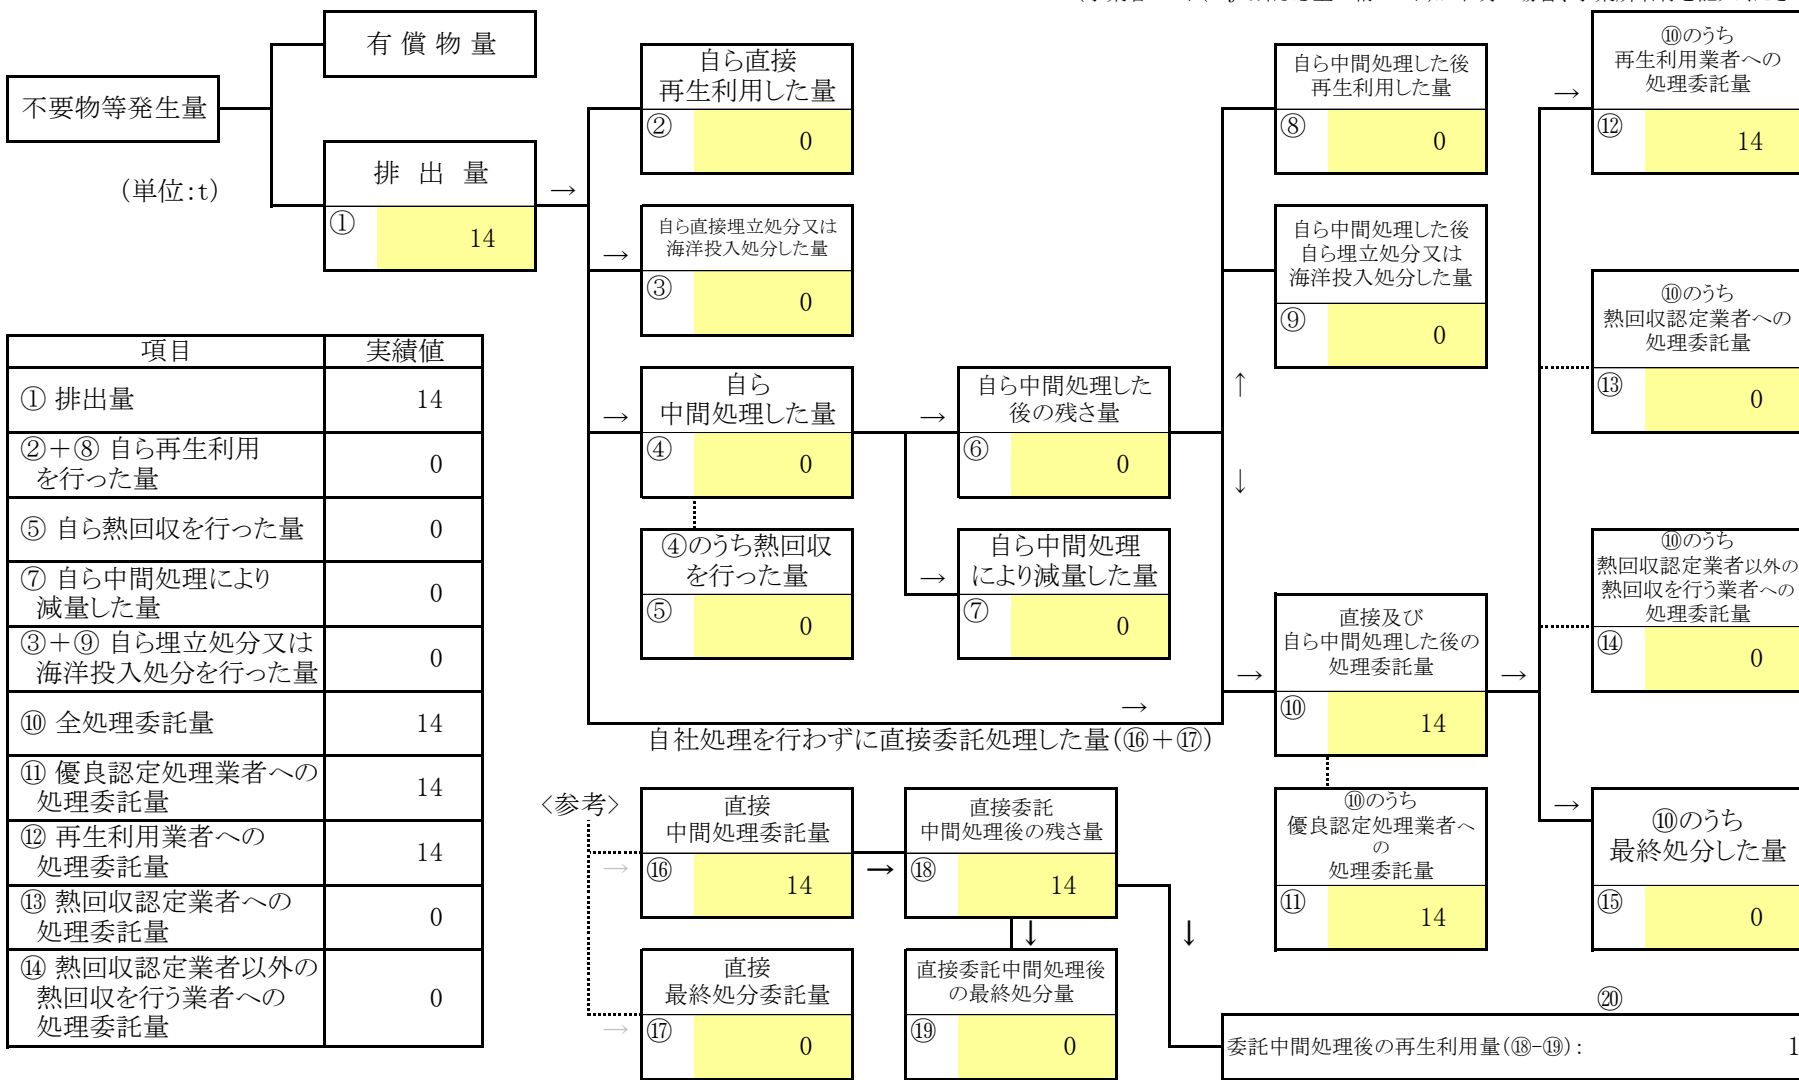 有 償 物 量
不要物等発生量
(単位:t)
排 出 量
→
①
14
自ら直接
再生利用した量
②
0
→
自ら直接埋立処分又は
海洋投入処分した量
③
0
→
自ら
中間処理した量
④
0
④のうち熱回収
を行った量
⑤
0
→
自ら中間処理した
後の残さ量
⑥
0
→
自ら中間処理
により減量した量
⑦
0
自ら中間処理した後
再生利用した量
⑧
0
自ら中間処理した後
自ら埋立処分又は
海洋投入処分した量
⑨
0
↑
↓
→
直接及び
自ら中間処理した後の
処理委託量
⑩
14
→
⑩のうち
優良認定処理業者へ
の
処理委託量
⑪
14
→
⑩のうち
再生利用業者への
処理委託量
⑫
14
⑩のうち
熱回収認定業者への
処理委託量
⑬
0
⑩のうち
熱回収認定業者以外の
熱回収を行う業者への
処理委託量
⑭
0
→
⑩のうち
最終処分した量
⑮
0
→
自社処理を行わずに直接委託処理した量(⑯+⑰)
〈参考〉
→
直接
中間処理委託量
⑯
14
→
直接委託
中間処理後の残さ量
⑱
14
↓
↓
→
直接
最終処分委託量
⑰
0
直接委託中間処理後
の最終処分量
⑲
0
⑳
委託中間処理後の再生利用量(⑱-⑲):
項目 実績値
① 排出量 14
②+⑧ 自ら再生利用
を行った量 0
⑤ 自ら熱回収を行った量 0
⑦ 自ら中間処理により
減量した量 0
③+⑨ 自ら埋立処分又は
海洋投入処分を行った量 0
⑩ 全処理委託量 14
⑪ 優良認定処理業者への
処理委託量 14
⑫ 再生利用業者への
処理委託量 14
⑬ 熱回収認定業者への
処理委託量 0
⑭ 熱回収認定業者以外の
熱回収を行う業者への
処理委託量 0